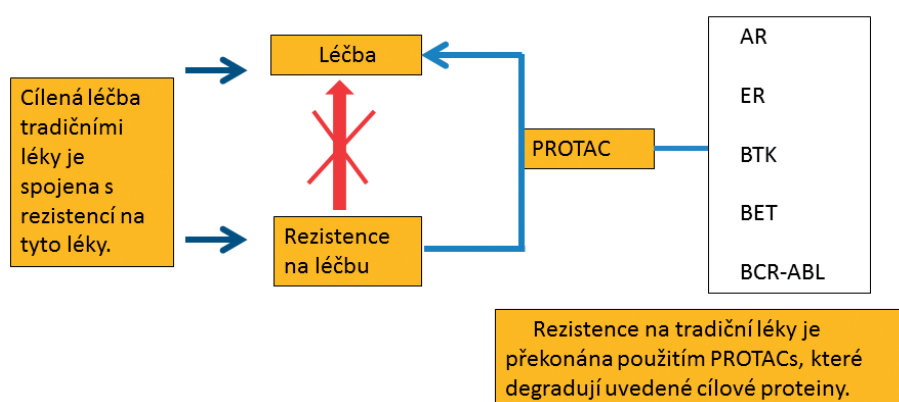 Cílená léčba
tradičními
léky je
spojena s
rezistencí na
tyto léky.
Léčba
Rezistence
na léčbu
PROTAC
AR
ER
BTK
BET
BCR-ABL
Rezistence na tradiční léky je
překonána použitím PROTACs, které
degradují uvedené cílové proteiny.